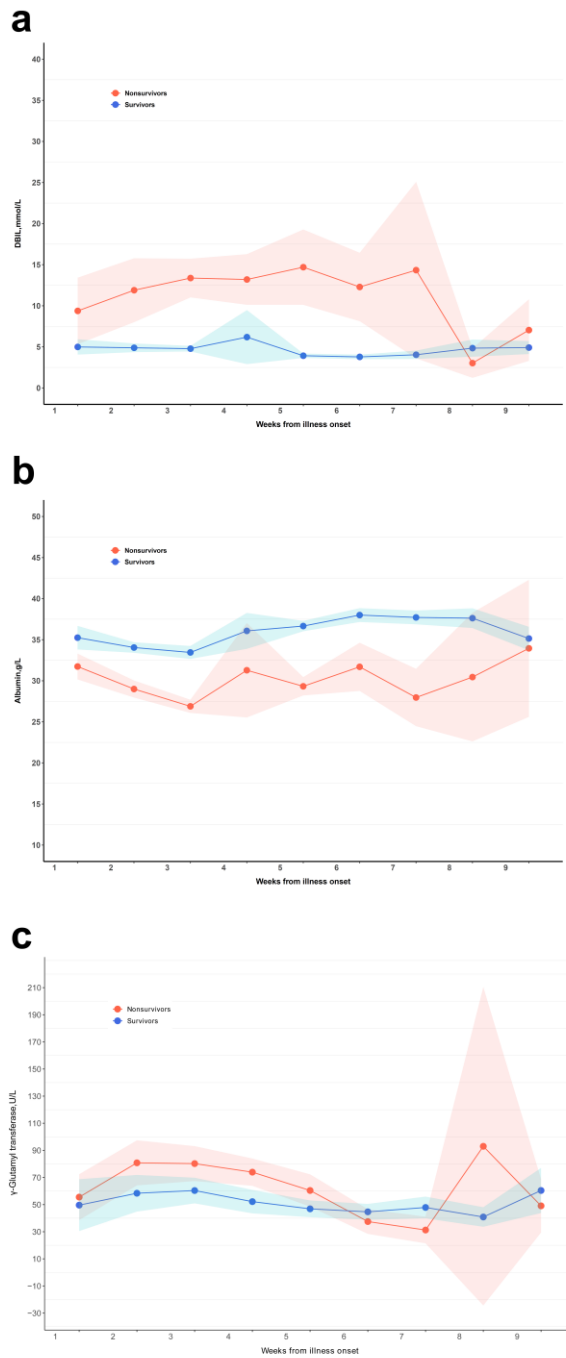 a
40
35
30
25
20
15
10
5
0
DBIL,mmol/L
Nonsurvivors
Survivors
1 2 3 4 5 6 7 8 9
Weeks from illness onset
b
50
45
40
35
30
25
20
15
10
Albumin,g/L
Nonsurvivors
Survivors
1 2 3 4 5 6 7 8 9
Weeks from illness onset
c
210
190
170
150
130
110
90
70
50
30
10
−10
−30
γ-Glutamyl transferase,U/L
Nonsurvivors
Survivors
1 2 3 4 5 6 7 8 9
Weeks from illness onset